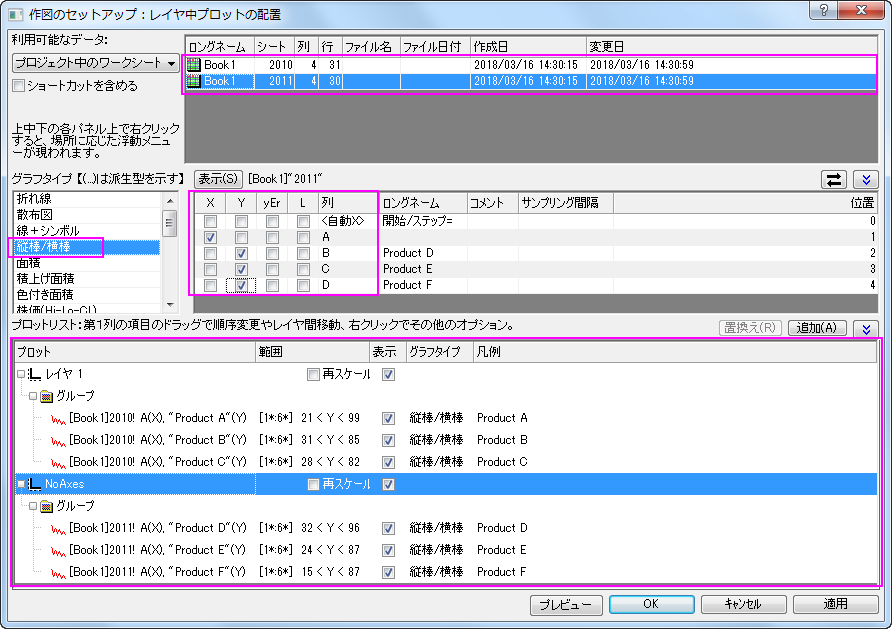 作図のセットアップ：レイヤ中プロットの配置
利用可能なデータ:
プロジェクト中のワークシート
ショートカットを含める
上中下の各パネル上で右クリックすると、場所に応じた浮動メニューが現われます。
ロングネーム シート 列 行 ファイル名 ファイル日付 作成日 変更日
Book1 2010 4 31 2018/03/16 14:30:15 2018/03/16 14:30:59
Book1 2011 4 30 2018/03/16 14:30:15 2018/03/16 14:30:59
グラフタイプ【(...)は派生型を示す】
表示(S) [Book1]"2011"
折れ線
散布図
線＋シンボル
縦棒/横棒
面積
積上げ面積
色付き面積
株価(Hi-Lo-Cl)
X Y yEr L 列 ロングネーム コメント サンプリング間隔 位置
<自動X> 開始/ステップ= 0
A 1
B Product D 2
C Product E 3
D Product F 4
プロットリスト：第1列の項目のドラッグで順序変更やレイヤ間移動、右クリックでその他のオプション。
置換え(R) 追加(A)
プロット 範囲 表示 グラフタイプ 凡例
レイヤ 1 再スケール
グループ
[Book1]2010! A(X), "Product A"(Y) [1*:6*] 21 < Y < 99 縦棒/横棒 Product A
[Book1]2010! A(X), "Product B"(Y) [1*:6*] 31 < Y < 85 縦棒/横棒 Product B
[Book1]2010! A(X), "Product C"(Y) [1*:6*] 28 < Y < 82 縦棒/横棒 Product C
NoAxes 再スケール
グループ
[Book1]2011! A(X), "Product D"(Y) [1*:6*] 32 < Y < 96 縦棒/横棒 Product D
[Book1]2011! A(X), "Product E"(Y) [1*:6*] 24 < Y < 87 縦棒/横棒 Product E
[Book1]2011! A(X), "Product F"(Y) [1*:6*] 15 < Y < 87 縦棒/横棒 Product F
プレビュー OK キャンセル 適用